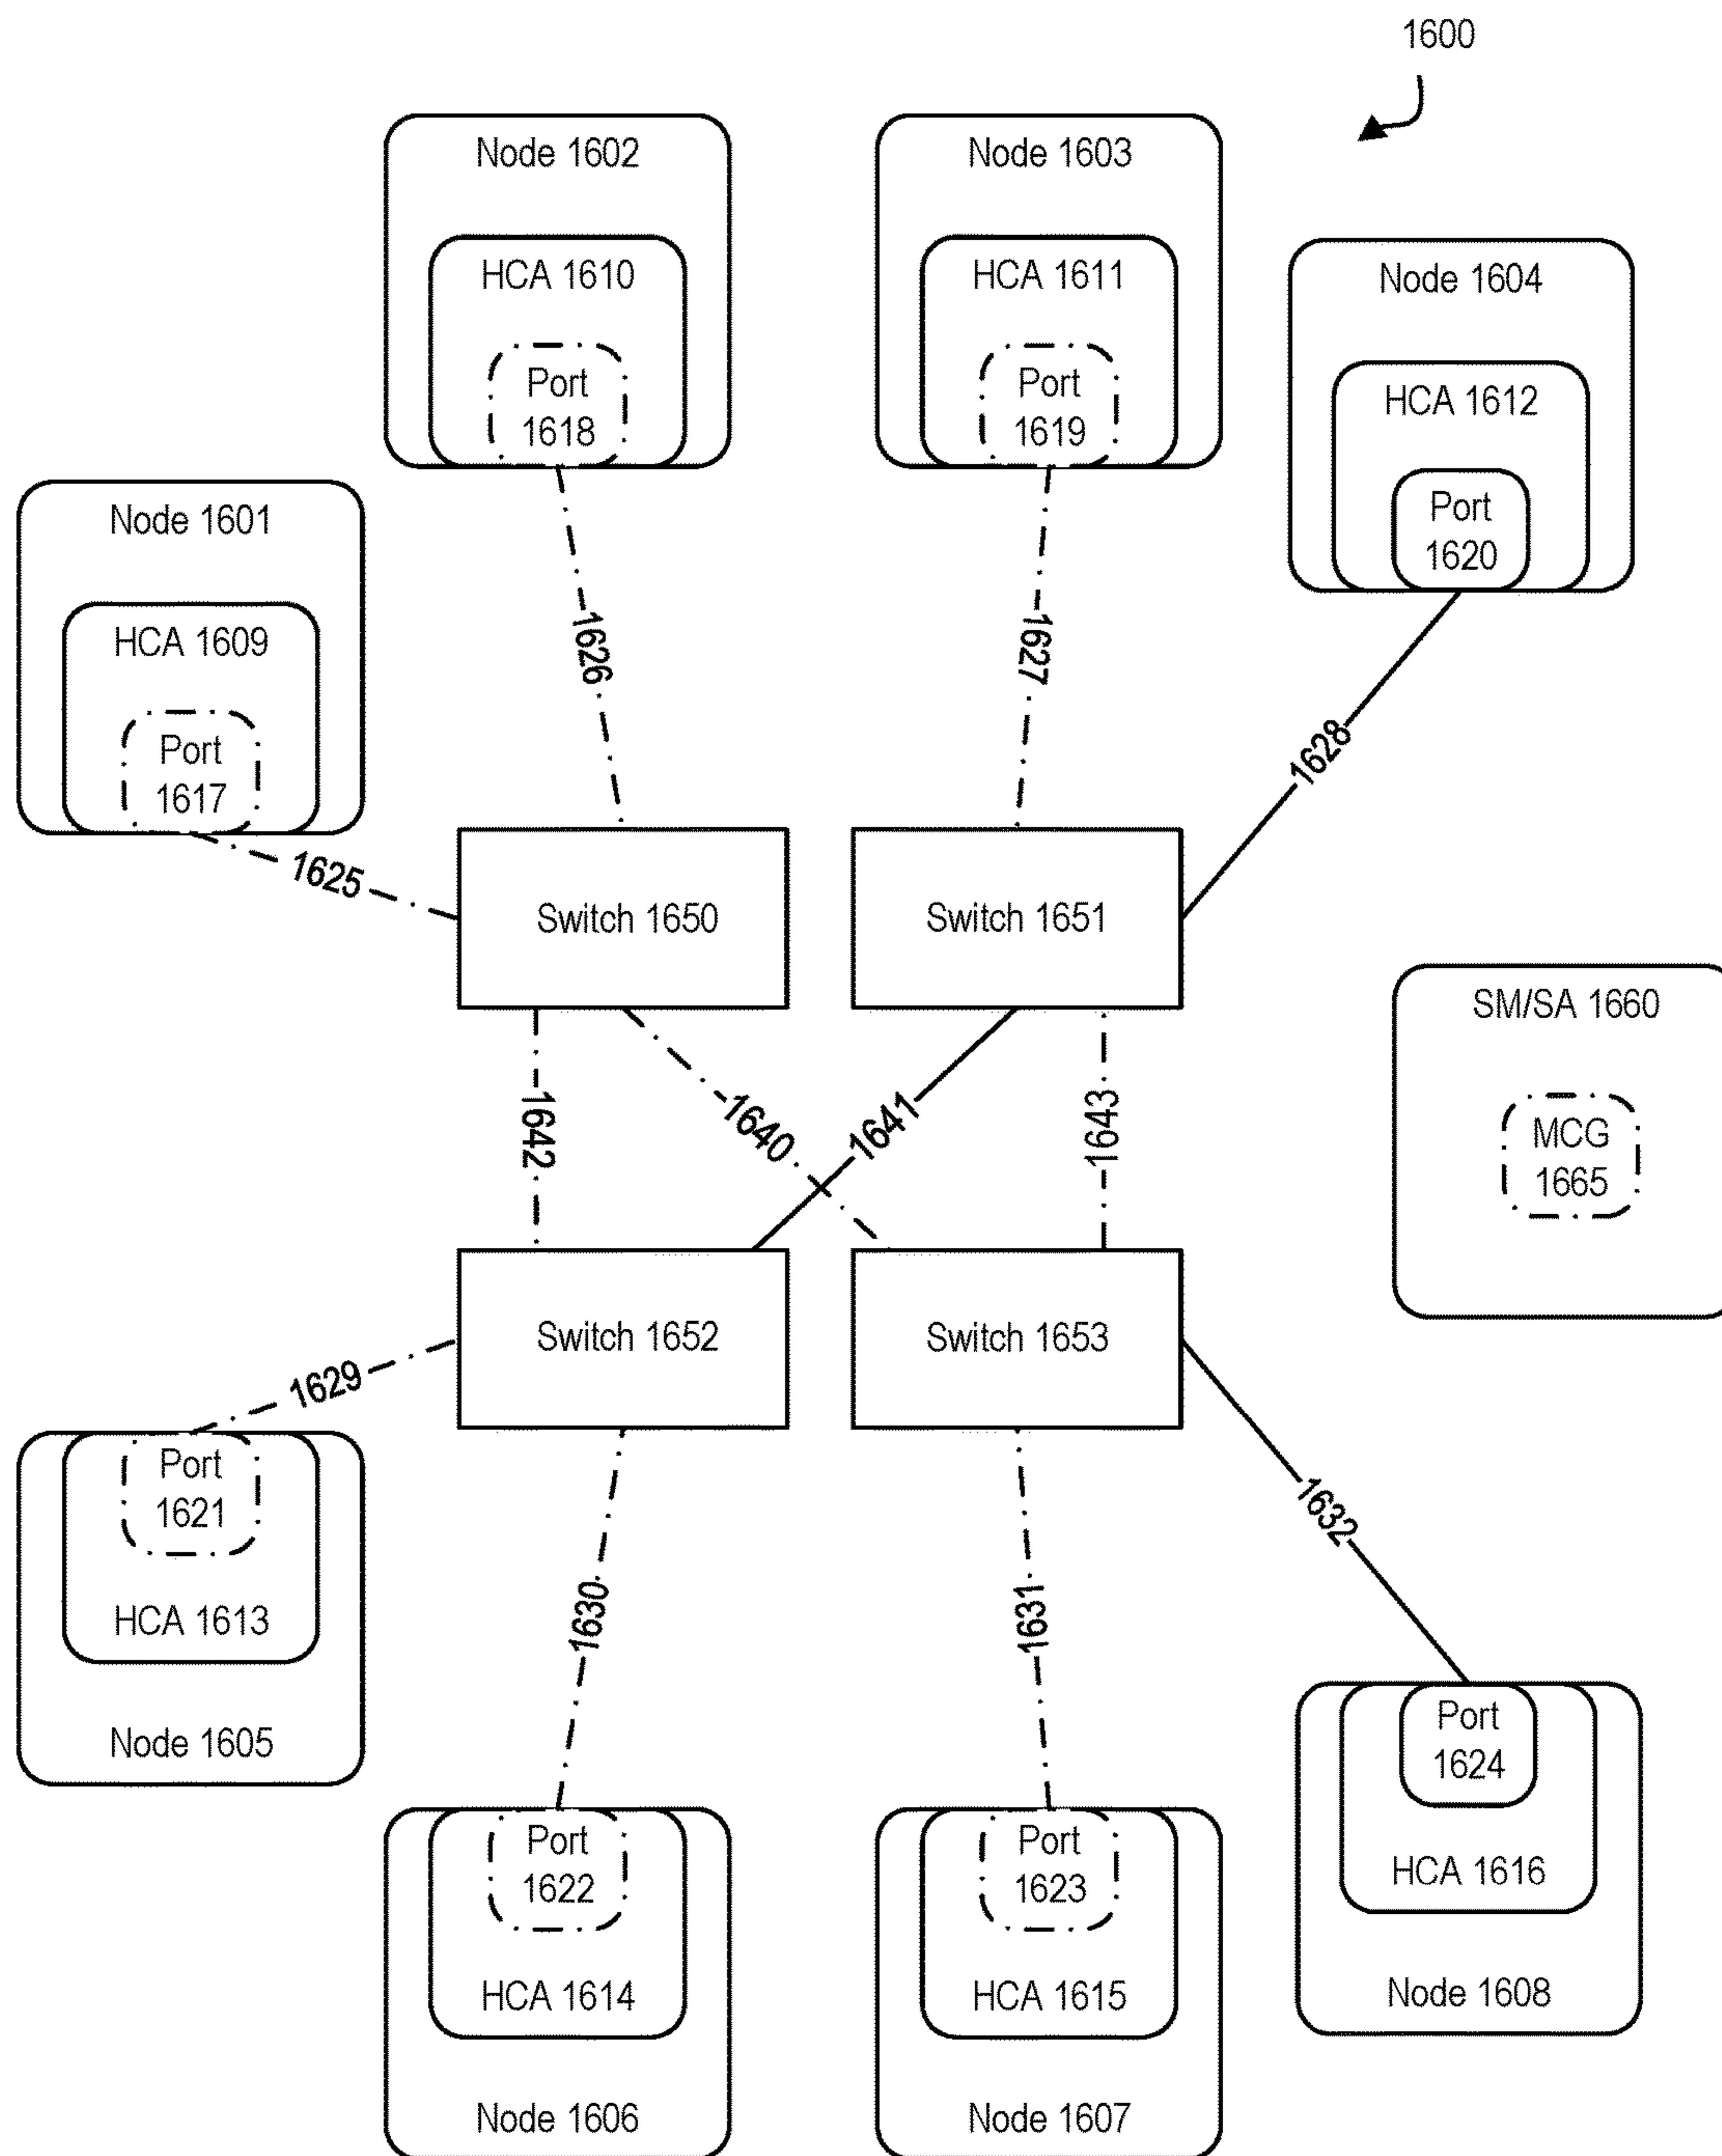 1600
Node 1602
HCA 1610
Port
1618
Node 1603
HCA 1611
Port
1619
Node 1604
HCA 1612
Port
1620
Node 1601
HCA 1609
Port
1617
1626
1627
1628
1625
Switch 1650
Switch 1651
SM/SA 1660
MCG
1665
1642
1640
1641
1643
Switch 1652
Switch 1653
1629
1630
1631
1632
Port
1621
HCA 1613
Node 1605
Port
1622
HCA 1614
Node 1606
Port
1623
HCA 1615
Node 1607
Port
1624
HCA 1616
Node 1608